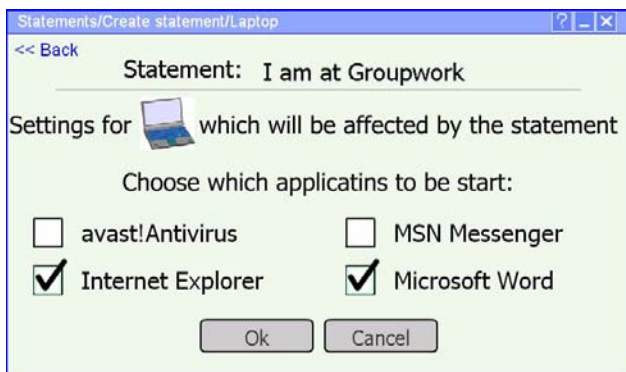 Statements/Create statement/Laptop ? _ X
<< Back
Statement: I am at Groupwork
Settings for which will be affected by the statement
Choose which applicatins to be start:
avast!Antivirus MSN Messenger
Internet Explorer Microsoft Word
Ok Cancel